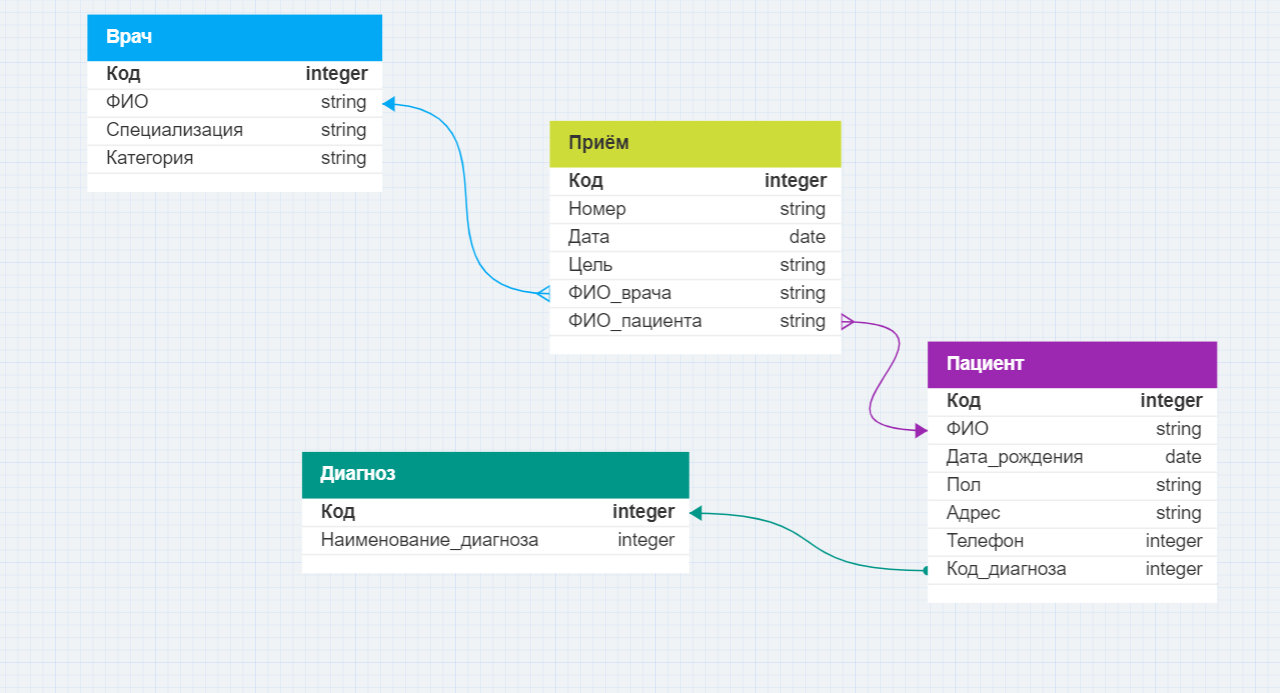 Врач
Код integer
ФИО string
Специализация string
Категория string
Приём
Код integer
Номер string
Дата date
Цель string
ФИО_врача string
ФИО_пациента string
Пациент
Код integer
ФИО string
Дата_рождения date
Пол string
Адрес string
Телефон integer
Код_диагноза integer
Диагноз
Код integer
Наименование_диагноза integer